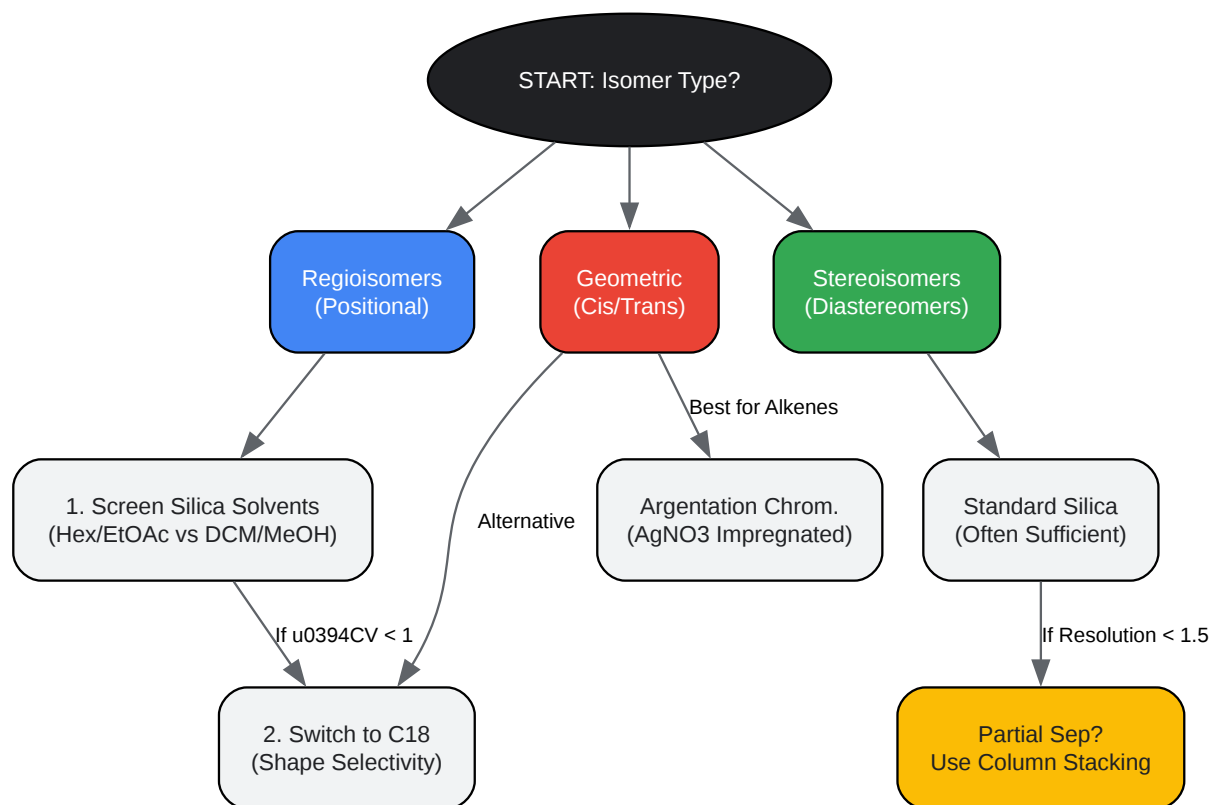 START: Isomer Type?
Regioisomers
(Positional)
Geometric
(Cis/Trans)
Stereoisomers
(Diastereomers)
Best for Alkenes
1. Screen Silica Solvents
(Hex/EtOAc vs DCM/MeOH)
Alternative
Argentation Chrom.
(AgNO3 Impregnated)
Standard Silica
(Often Sufficient)
If u0394CV < 1
If Resolution < 1.5
2. Switch to C18
(Shape Selectivity)
Partial Sep?
Use Column Stacking